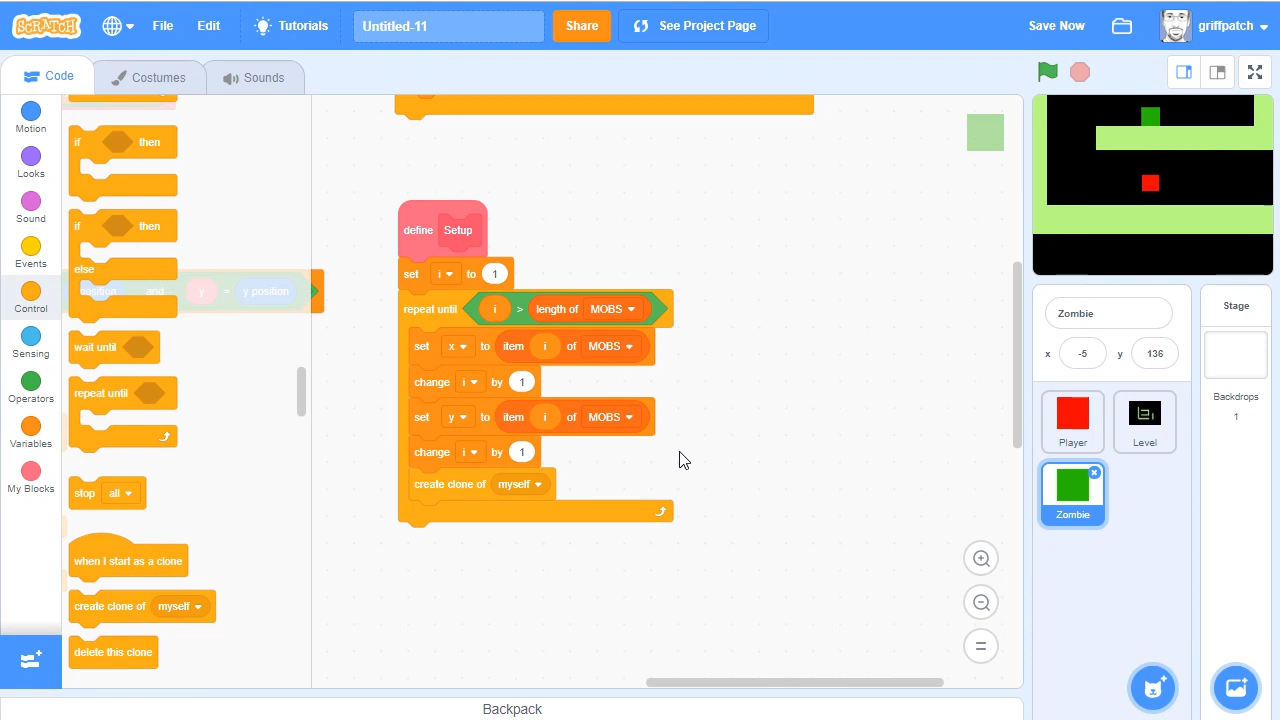 SCRATCH File Edit Tutorials Untitled-11 Share See Project Page Save Now griffpatch
Code Costumes Sounds
Motion
Looks
Sound
Events
Control
Sensing
Operators
Variables
My Blocks
if then
if then
else
position and y = y position
wait until
repeat until
stop all
when I start as a clone
create clone of myself
delete this clone
define Setup
set i to 1
repeat until i > length of MOBS
set x to item i of MOBS
change i by 1
set y to item i of MOBS
change i by 1
create clone of myself
Zombie
x -5 y 136
Player
Level
Zombie
Stage
Backdrops
1
Backpack